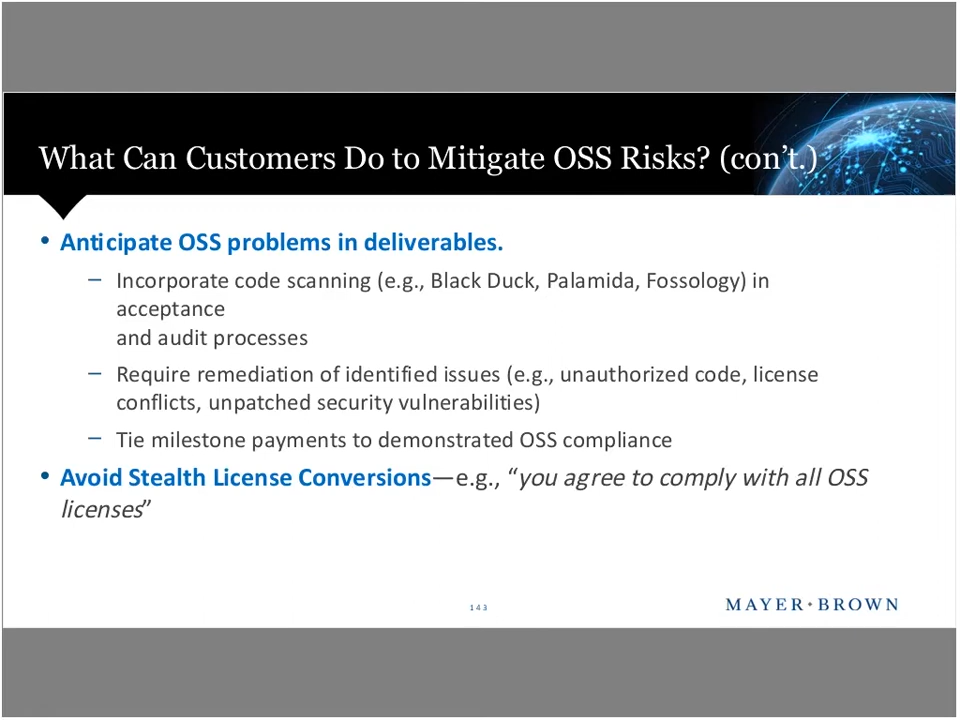 What Can Customers Do to Mitigate OSS Risks? (con’t.)
• Anticipate OSS problems in deliverables.
– Incorporate code scanning (e.g., Black Duck, Palamida, Fossology) in
acceptance
and audit processes
– Require remediation of identified issues (e.g., unauthorized code, license
conflicts, unpatched security vulnerabilities)
– Tie milestone payments to demonstrated OSS compliance
• Avoid Stealth License Conversions—e.g., “you agree to comply with all OSS
licenses”
143
MAYER•BROWN